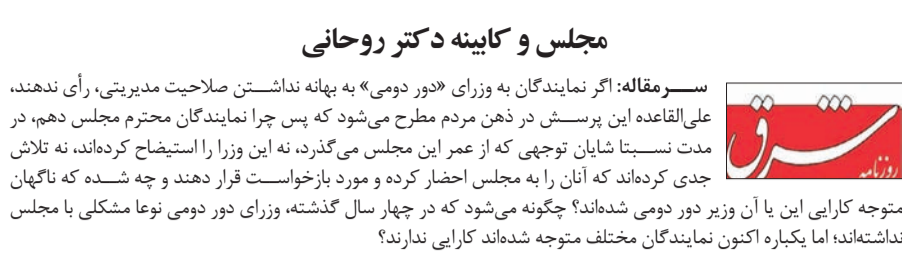 مجلس و کابینه دکتر روحانی
روزنامه
شرق
سرمقاله: اگر نمایندگان به وزرای «دور دومی» به بهانه نداشتن صلاحیت مدیریتی، رأی ندهند،
علی‌القاعده این پرسش در ذهن مردم مطرح می‌شود که پس چرا نمایندگان محترم مجلس دهم، در
مدت نسبتا شایان توجهی که از عمر این مجلس می‌گذرد، نه این وزرا را استیضاح کرده‌اند، نه تلاش
جدی کرده‌اند که آنان را به مجلس احضار کرده و مورد بازخواست قرار دهند و چه شده که ناگهان
متوجه کارایی این یا آن وزیر دور دومی شده‌اند؟ چگونه می‌شود که در چهار سال گذشته، وزرای دور دومی نوعا مشکلی با مجلس
نداشته‌اند؛ اما یکباره اکنون نمایندگان مختلف متوجه شده‌اند کارایی ندارند؟